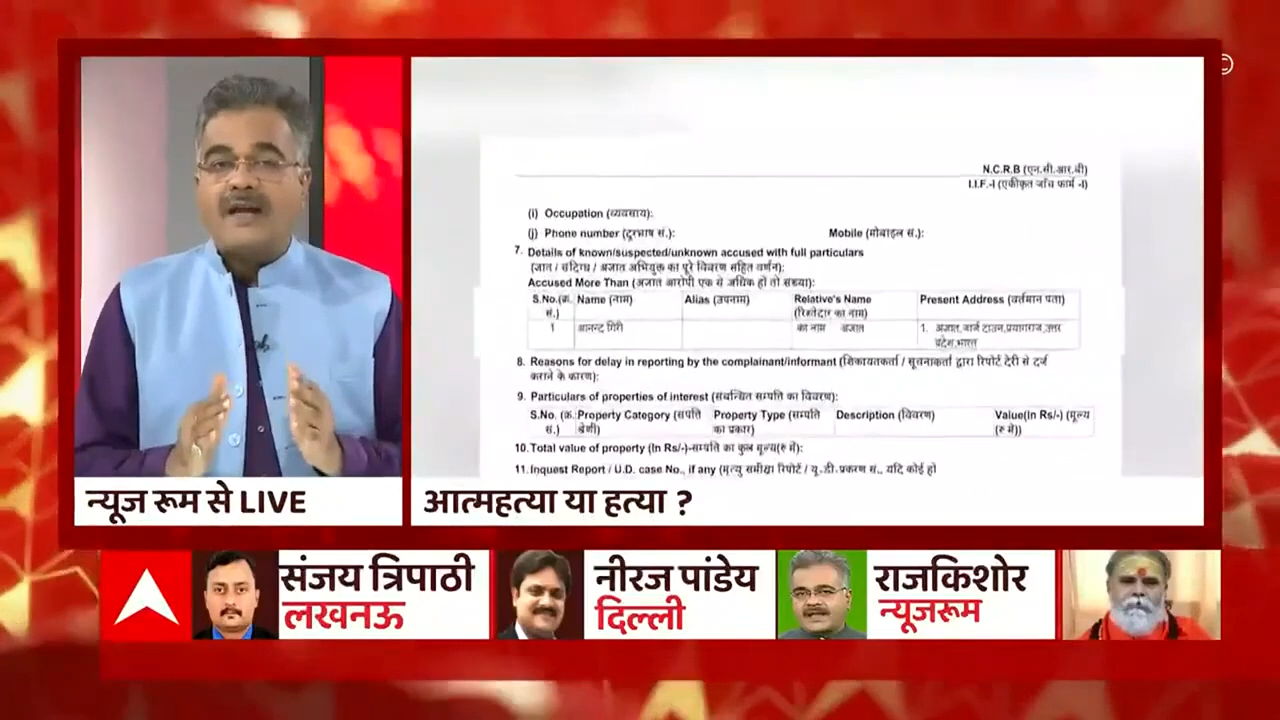 ©
N.C.R.B (एन.सी.आर.बी)
I.I.F.-I (एकीकृत जाँच फार्म -I)
(i) Occupation (व्यवसाय):
(j) Phone number (दूरभाष सं.): Mobile (मोबाइल सं.):
7. Details of known/suspected/unknown accused with full particulars
(ज्ञात / संदिग्ध / अज्ञात अभियुक्त का पूरे विवरण सहित वर्णन):
Accused More Than (अज्ञात आरोपी एक से अधिक हों तो संख्या):
S.No.(क्र. Name (नाम) Alias (उपनाम) Relative's Name Present Address (वर्तमान पता)
सं.) (रिश्तेदार का नाम)
1 आनन्द गिरी का नाम अज्ञात 1. अज्ञात,जार्ज टाउन,प्रयागराज,उत्तर
प्रदेश,भारत
8. Reasons for delay in reporting by the complainant/informant (शिकायतकर्ता / सूचनाकर्ता द्वारा रिपोर्ट देरी से दर्ज
कराने के कारण):
9. Particulars of properties of interest (संबन्धित सम्पति का विवरण):
S.No. (क्र. Property Category (संपति Property Type (सम्पति Description (विवरण) Value(In Rs/-) (मूल्य
सं.) श्रेणी) का प्रकार) (रु में))
10. Total value of property (In Rs/-)-सम्पति का कुल मूल्य(रु में):
11. Inquest Report / U.D. case No., if any (मृत्यु समीक्षा रिपोर्ट / यू.डी.प्रकरण सं., यदि कोई हो
न्यूज रूम से LIVE
आत्महत्या या हत्या ?
संजय त्रिपाठी
लखनऊ
नीरज पांडेय
दिल्ली
राजकिशोर
न्यूजरूम